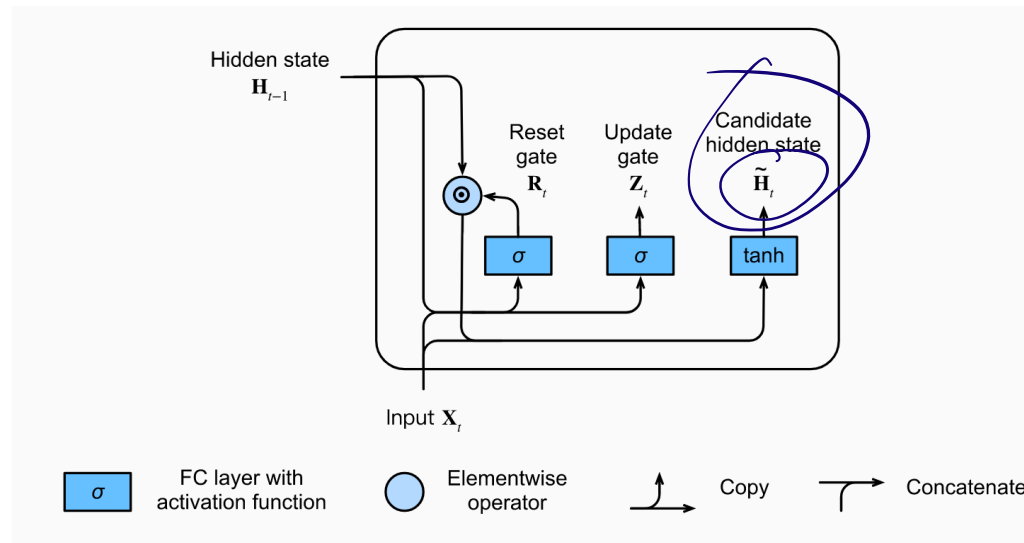 Hidden state
H_{t−1}
Reset
gate
R_t
Update
gate
Z_t
Candidate
hidden state
H̃_t
⊙
σ
σ
tanh
Input X_t
σ
FC layer with
activation function
Elementwise
operator
Copy
Concatenate